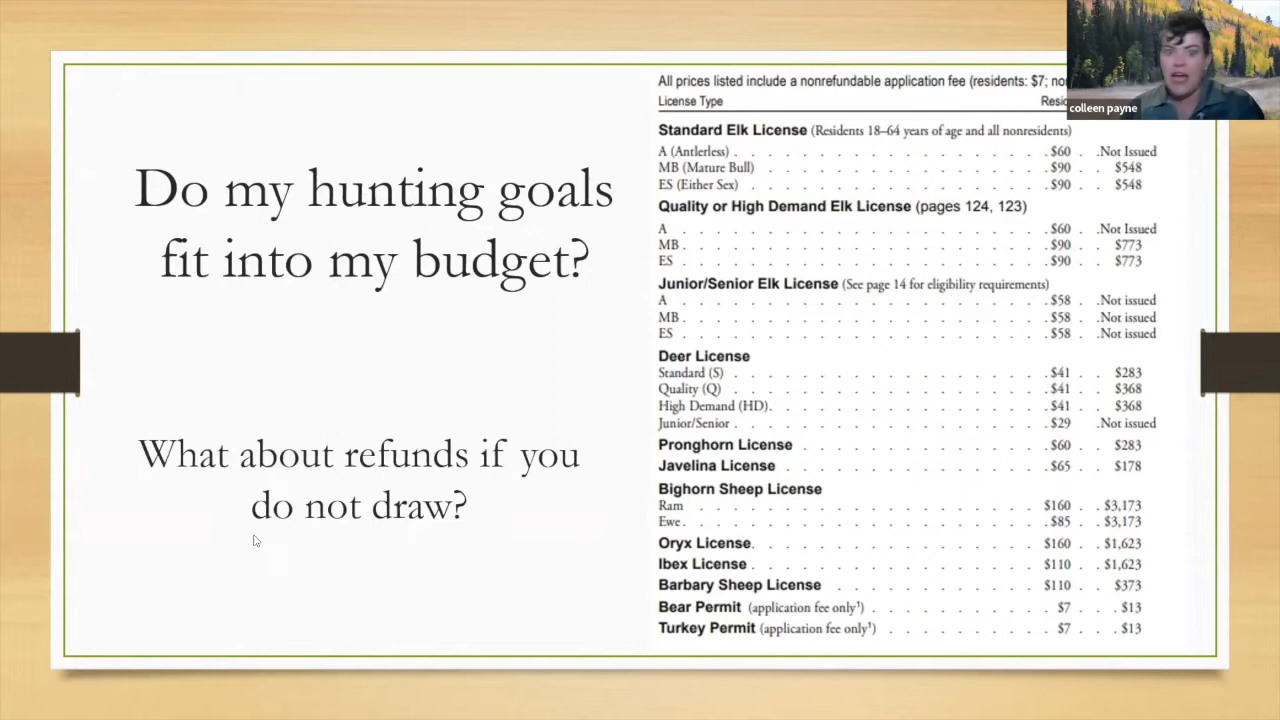 Do my hunting goals
fit into my budget?
What about refunds if you
do not draw?
All prices listed include a nonrefundable application fee (residents: $7;
License Type
Standard Elk License (Residents 18–64 years of age and all nonresidents)
A (Antlerless) . $60 . .Not Issued
MB (Mature Bull) . $90 . . $548
ES (Either Sex) . $90 . . $548
Quality or High Demand Elk License (pages 124, 123)
A . $60 . .Not Issued
MB . $90 . . $773
ES . $90 . . $773
Junior/Senior Elk License (See page 14 for eligibility requirements)
A . $58 . .Not issued
MB . $58 . .Not issued
ES . $58 . .Not issued
Deer License
Standard (S) . $41 . . $283
Quality (Q) . $41 . . $368
High Demand (HD). $41 . . $368
Junior/Senior . $29 . .Not issued
Pronghorn License . $60 . . $283
Javelina License . $65 . . $178
Bighorn Sheep License
Ram . $160 . . $3,173
Ewe . $85 . . $3,173
Oryx License. $160 . . $1,623
Ibex License . $110 . . $1,623
Barbary Sheep License . $110 . . $373
Bear Permit (application fee only¹) . $7 . . . $13
Turkey Permit (application fee only¹) . $7 . . . $13
colleen payne